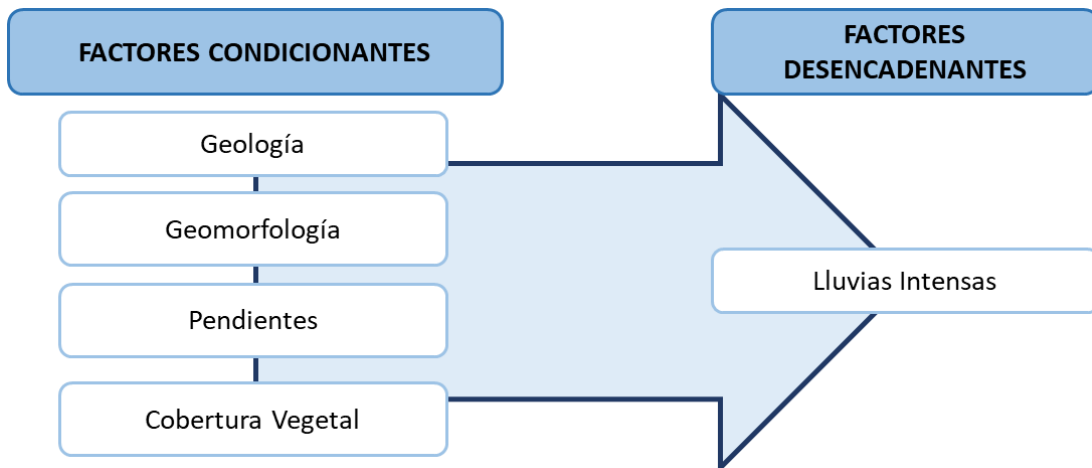 FACTORES CONDICIONANTES
Geología
Geomorfología
Pendientes
Cobertura Vegetal
FACTORES
DESENCADENANTES
Lluvias Intensas